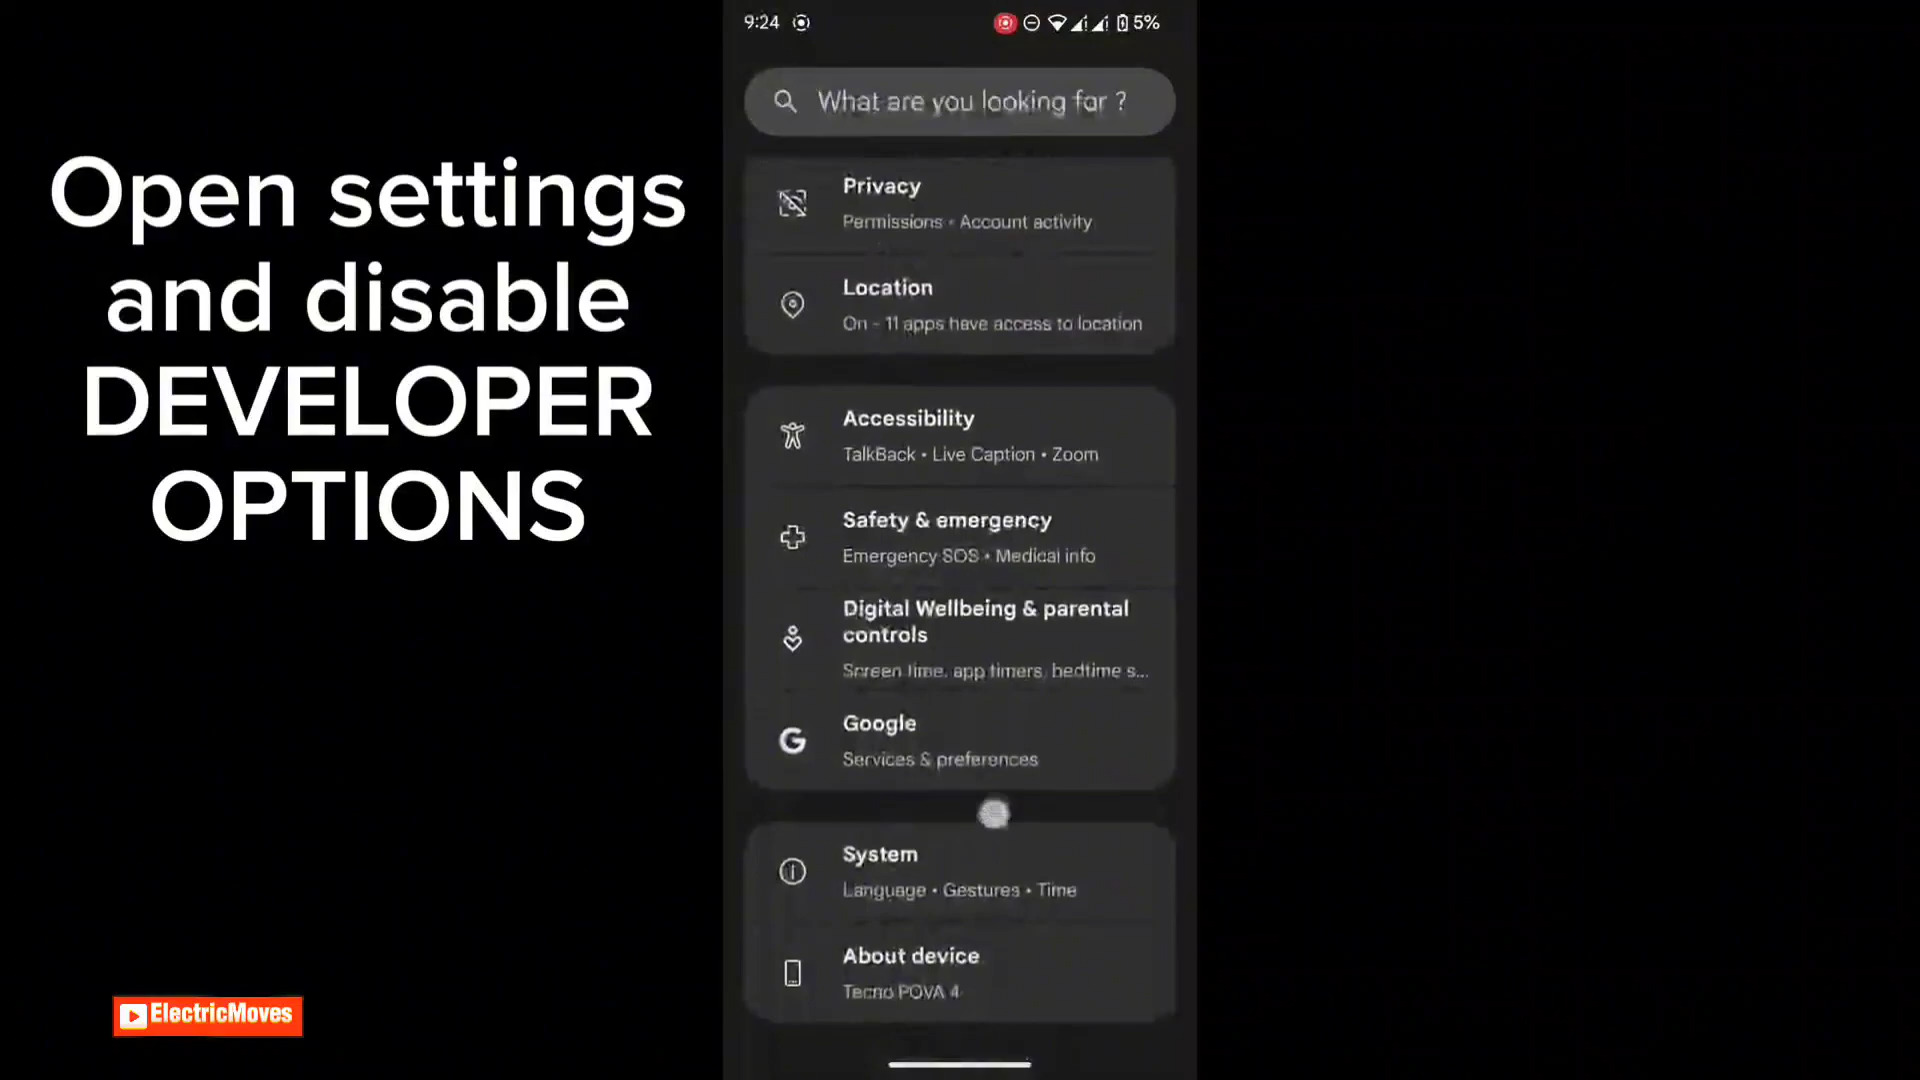 Open settings
and disable
DEVELOPER
OPTIONS
ElectricMoves
9:24
5%
What are you looking for ?
Privacy
Permissions • Account activity
Location
On - 11 apps have access to location
Accessibility
TalkBack • Live Caption • Zoom
Safety & emergency
Emergency SOS • Medical info
Digital Wellbeing & parental
controls
Screen time, app timers, bedtime s...
Google
Services & preferences
System
Language • Gestures • Time
About device
Tecno POVA 4